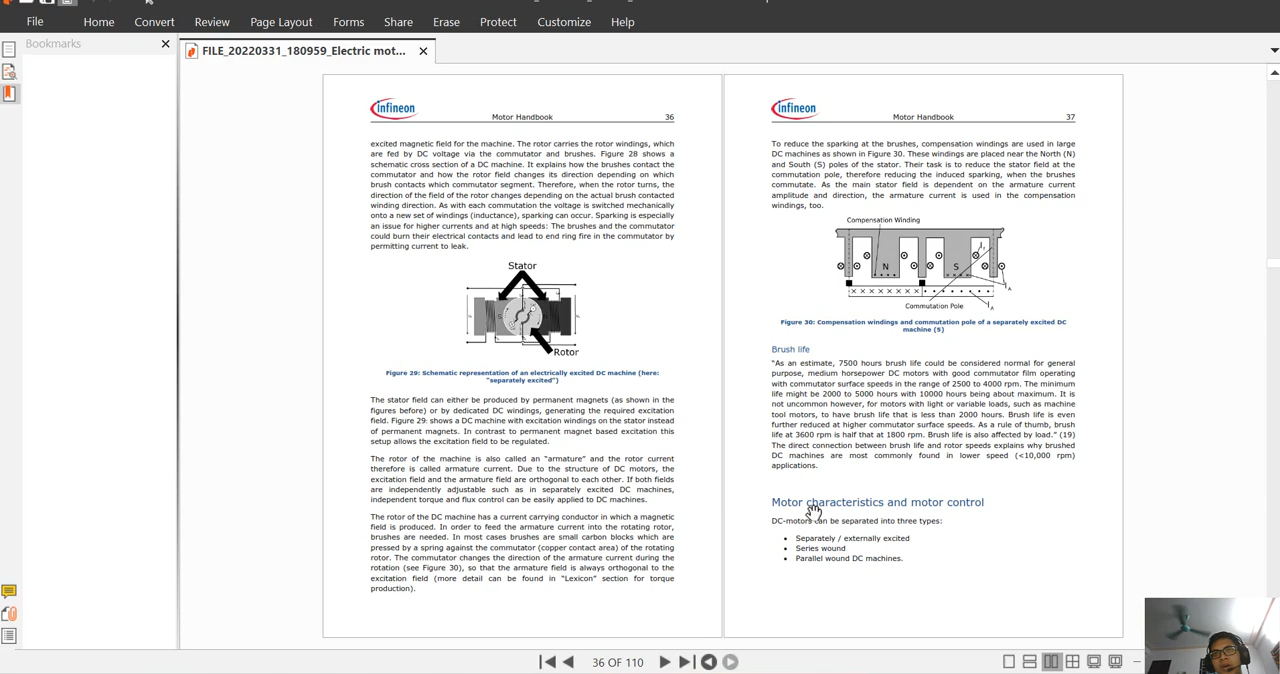 File
Home
Convert
Review
Page Layout
Forms
Share
Erase
Protect
Customize
Help
Bookmarks
FILE_20220331_180959_Electric mot...
infineon
Motor Handbook
36
excited magnetic field for the machine. The rotor carries the rotor windings, which
are fed by DC voltage via the commutator and brushes. Figure 28 shows a
schematic cross section of a DC machine. It explains how the brushes contact the
commutator and how the rotor field changes its direction depending on which
brush contacts which commutator segment. Therefore, when the rotor turns, the
direction of the field of the rotor changes depending on the actual brush contacted
winding direction. As with each commutation the voltage is switched mechanically
onto a new set of windings (inductance), sparking can occur. Sparking is especially
an issue for higher currents and at high speeds: The brushes and the commutator
could burn their electrical contacts and lead to end ring fire in the commutator by
permitting current to leak.
Stator
S
Rotor
Figure 29: Schematic representation of an electrically excited DC machine (here:
"separately excited")
The stator field can either be produced by permanent magnets (as shown in the
figures before) or by dedicated DC windings, generating the required excitation
field. Figure 29: shows a DC machine with excitation windings on the stator instead
of permanent magnets. In contrast to permanent magnet based excitation this
setup allows the excitation field to be regulated.
The rotor of the machine is also called an "armature" and the rotor current
therefore is called armature current. Due to the structure of DC motors, the
excitation field and the armature field are orthogonal to each other. If both fields
are independently adjustable such as in separately excited DC machines,
independent torque and flux control can be easily applied to DC machines.
The rotor of the DC machine has a current carrying conductor in which a magnetic
field is produced. In order to feed the armature current into the rotating rotor,
brushes are needed. In most cases brushes are small carbon blocks which are
pressed by a spring against the commutator (copper contact area) of the rotating
rotor. The commutator changes the direction of the armature current during the
rotation (see Figure 30), so that the armature field is always orthogonal to the
excitation field (more detail can be found in "Lexicon" section for torque
production).
infineon
Motor Handbook
37
To reduce the sparking at the brushes, compensation windings are used in large
DC machines as shown in Figure 30. These windings are placed near the North (N)
and South (S) poles of the stator. Their task is to reduce the stator field at the
commutation pole, therefore reducing the induced sparking, when the brushes
commutate. As the main stator field is dependent on the armature current
amplitude and direction, the armature current is used in the compensation
windings, too.
Compensation Winding
N
S
If
IA
Commutation Pole
IA
Figure 30: Compensation windings and commutation pole of a separately excited DC
machine (5)
Brush life
"As an estimate, 7500 hours brush life could be considered normal for general
purpose, medium horsepower DC motors with good commutator film operating
with commutator surface speeds in the range of 2500 to 4000 rpm. The minimum
life might be 2000 to 5000 hours with 10000 hours being about maximum. It is
not uncommon however, for motors with light or variable loads, such as machine
tool motors, to have brush life that is less than 2000 hours. Brush life is even
further reduced at higher commutator surface speeds. As a rule of thumb, brush
life at 3600 rpm is half that at 1800 rpm. Brush life is also affected by load." (19)
The direct connection between brush life and rotor speeds explains why brushed
DC machines are most commonly found in lower speed (<10,000 rpm)
applications.
Motor characteristics and motor control
DC-motors can be separated into three types:
• Separately / externally excited
• Series wound
• Parallel wound DC machines.
36 OF 110